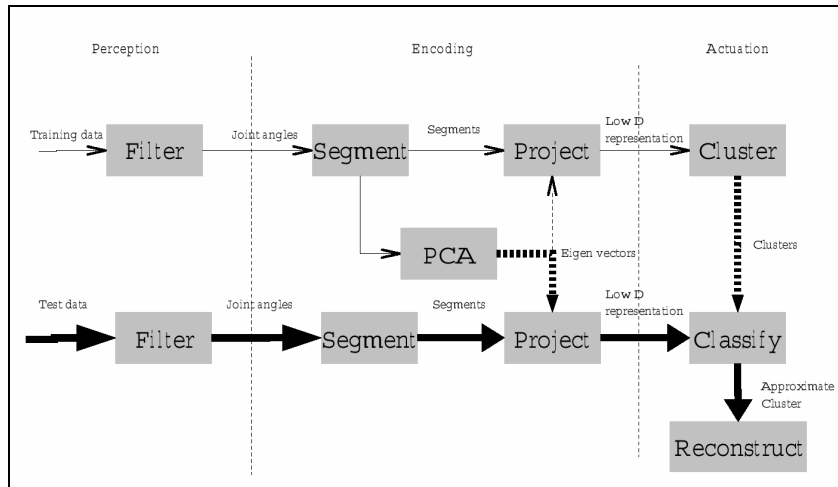 Perception
Encoding
Actuation
Training data
Filter
Joint angles
Segment
Segments
Project
Low D
representation
Cluster
PCA
Eigen vectors
Clusters
Test data
Filter
Joint angles
Segment
Segments
Project
Low D
representation
Classify
Approximate
Cluster
Reconstruct